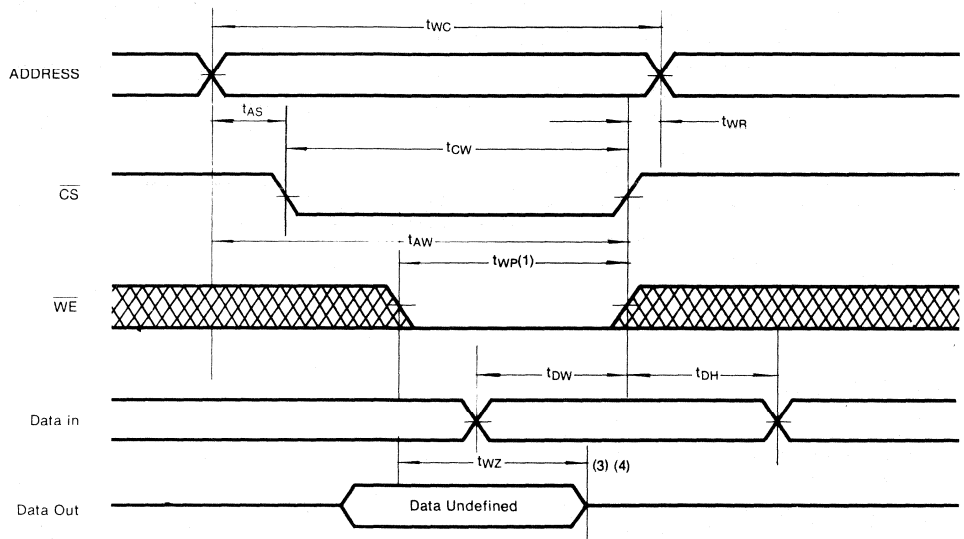 tWC
ADDRESS
tAS
tWR
tCW
CS
tAW
tWP(1)
WE
tDW
tDH
Data in
tWZ
(3) (4)
Data Out
Data Undefined